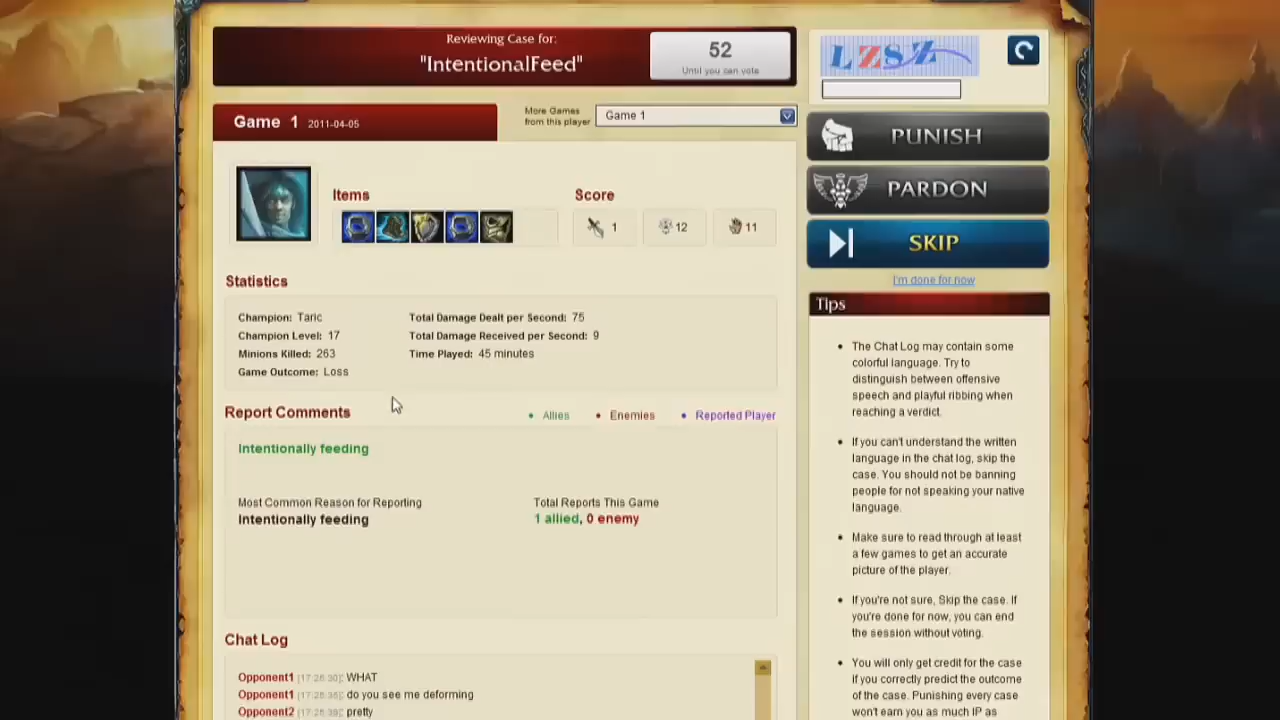 Reviewing Case for:
"IntentionalFeed"
52
Until you can vote
LZSZ
PUNISH
PARDON
SKIP
I'm done for now
Game 1 2011-04-05
More Games
from this player
Game 1
Items
Score
1
12
11
Statistics
Champion: Taric
Champion Level: 17
Minions Killed: 263
Game Outcome: Loss
Total Damage Dealt per Second: 75
Total Damage Received per Second: 9
Time Played: 45 minutes
Report Comments
• Allies • Enemies • Reported Player
Intentionally feeding
Most Common Reason for Reporting
Intentionally feeding
Total Reports This Game
1 allied, 0 enemy
Chat Log
Opponent1 WHAT
Opponent1 do you see me deforming
Opponent2 pretty
Tips
• The Chat Log may contain some
colorful language. Try to
distinguish between offensive
speech and playful ribbing when
reaching a verdict.
• If you can't understand the written
language in the chat log, skip the
case. You should not be banning
people for not speaking your native
language.
• Make sure to read through at least
a few games to get an accurate
picture of the player.
• If you're not sure, Skip the case. If
you're done for now, you can end
the session without voting.
• You will only get credit for the case
if you correctly predict the outcome
of the case. Punishing every case
won't earn you as much IP as